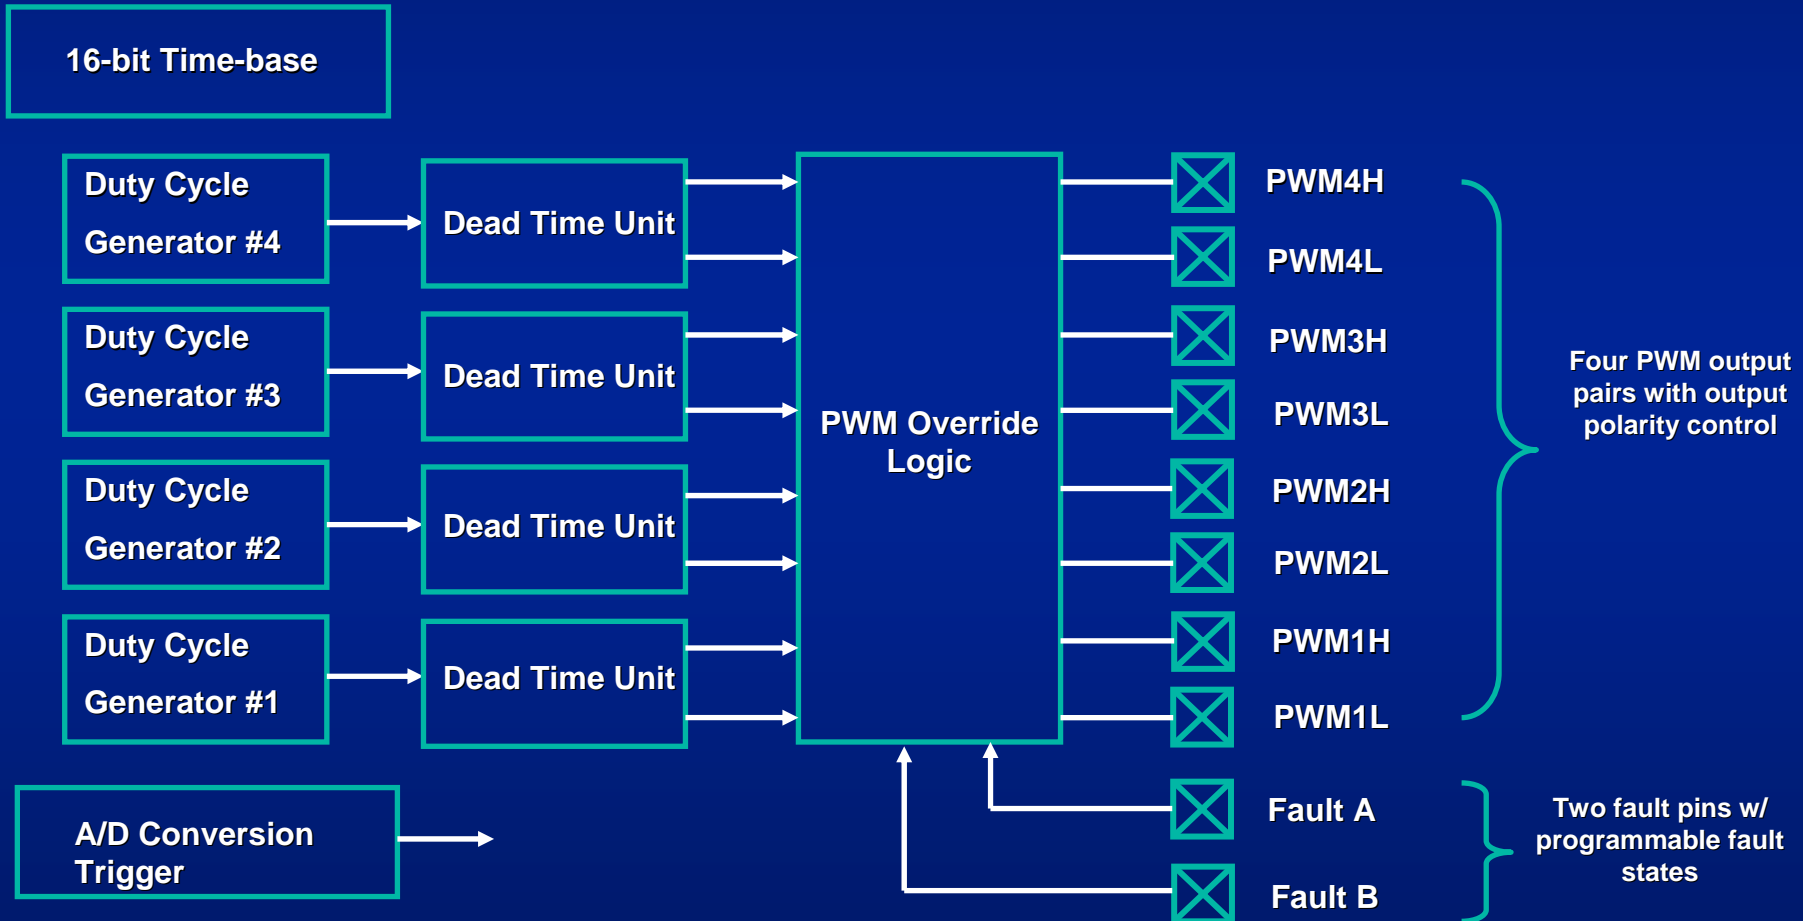 16-bit Time-base
Duty Cycle
Generator #4
Dead Time Unit
Duty Cycle
Generator #3
Dead Time Unit
Duty Cycle
Generator #2
Dead Time Unit
Duty Cycle
Generator #1
Dead Time Unit
A/D Conversion
Trigger
PWM Override
Logic
PWM4H
PWM4L
PWM3H
PWM3L
PWM2H
PWM2L
PWM1H
PWM1L
Fault A
Fault B
Four PWM output
pairs with output
polarity control
Two fault pins w/
programmable fault
states